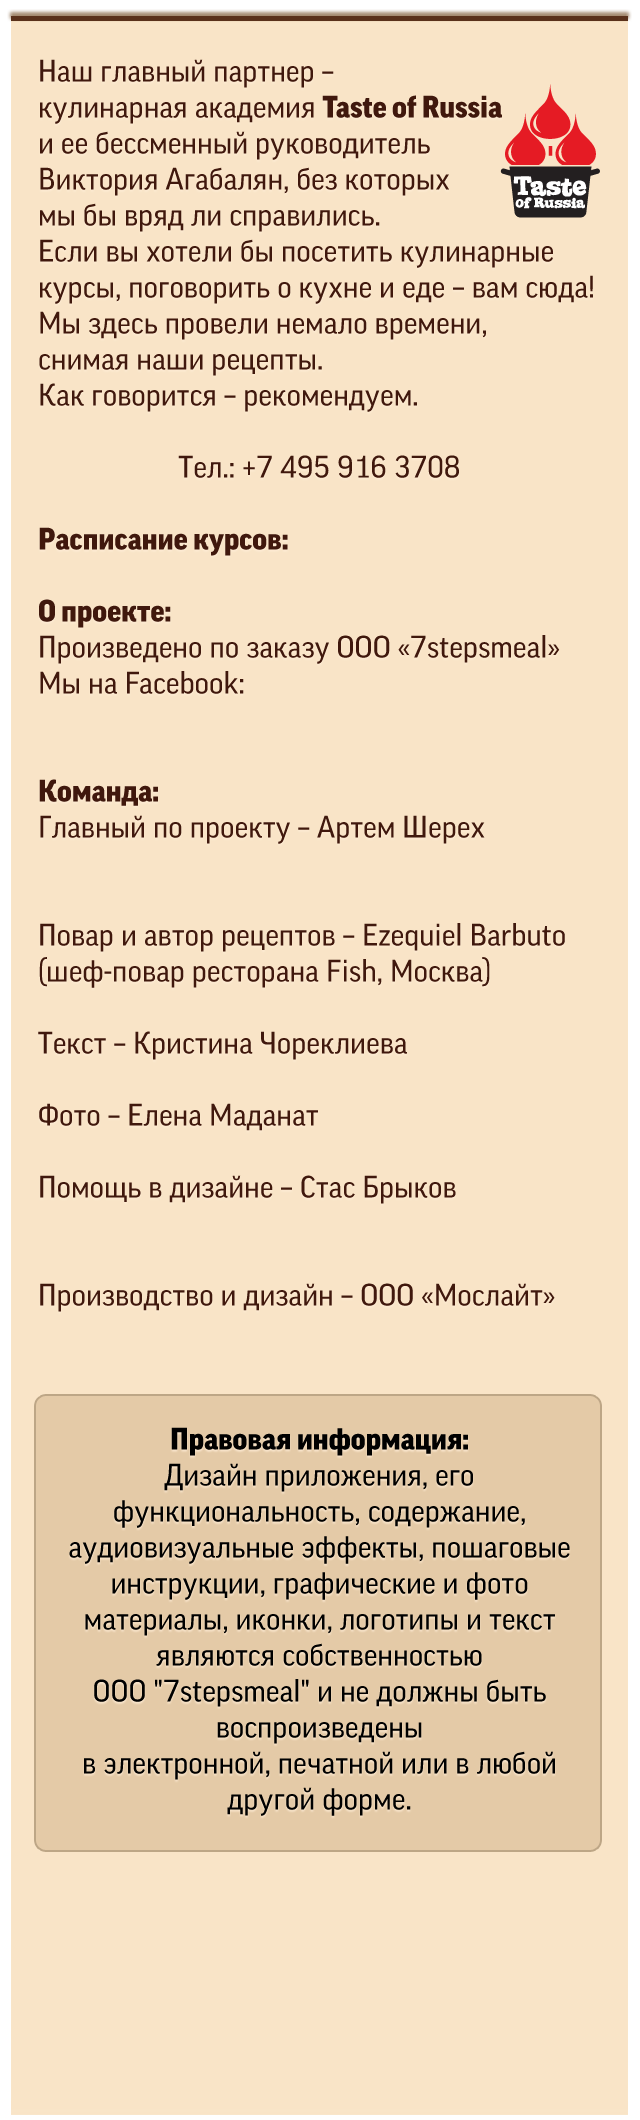 Наш главный партнер –
кулинарная академия Taste of Russia
и ее бессменный руководитель
Виктория Агабалян, без которых
мы бы вряд ли справились.
Taste
of Russia
Если вы хотели бы посетить кулинарные
курсы, поговорить о кухне и еде – вам сюда!
Мы здесь провели немало времени,
снимая наши рецепты.
Как говорится – рекомендуем.
Тел.: +7 495 916 3708
Расписание курсов:
О проекте:
Произведено по заказу ООО «7stepsmeal»
Мы на Facebook:
Команда:
Главный по проекту – Артем Шерех
Повар и автор рецептов – Ezequiel Barbuto
(шеф-повар ресторана Fish, Москва)
Текст – Кристина Чореклиева
Фото – Елена Маданат
Помощь в дизайне – Стас Брыков
Производство и дизайн – ООО «Мослайт»
Правовая информация:
Дизайн приложения, его
функциональность, содержание,
аудиовизуальные эффекты, пошаговые
инструкции, графические и фото
материалы, иконки, логотипы и текст
являются собственностью
ООО "7stepsmeal" и не должны быть
воспроизведены
в электронной, печатной или в любой
другой форме.